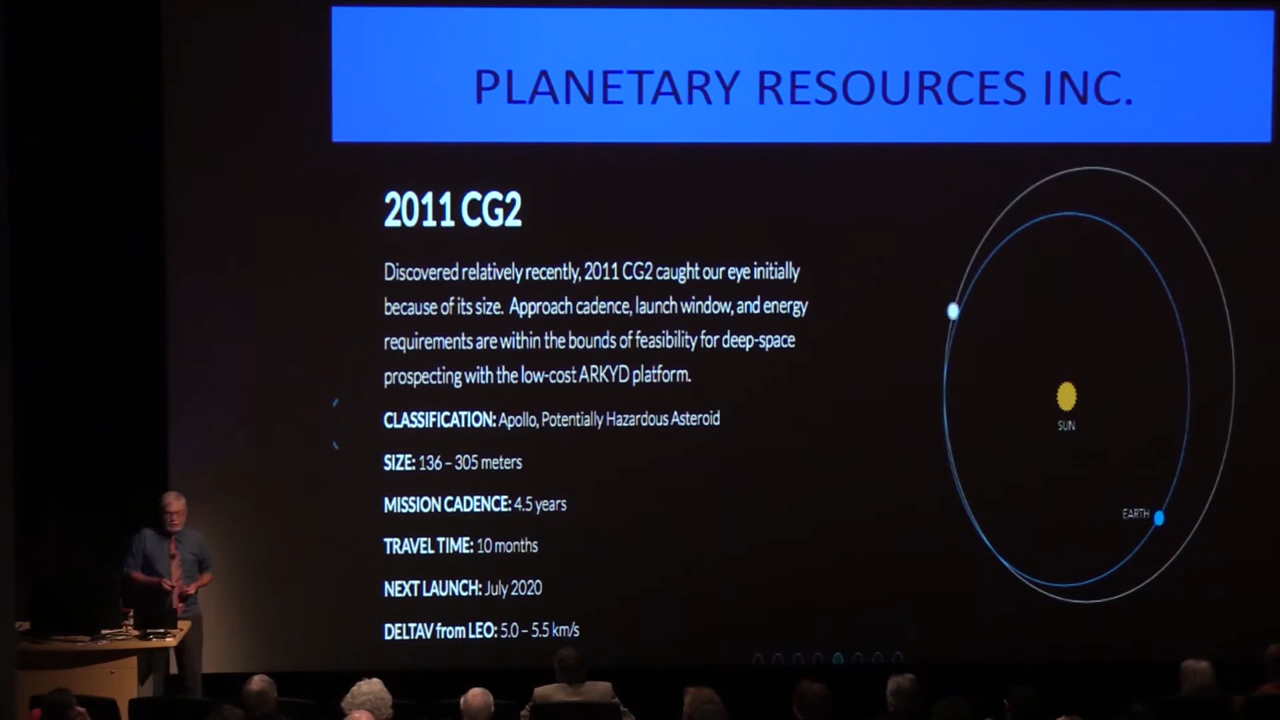 PLANETARY RESOURCES INC.
2011 CG2
Discovered relatively recently, 2011 CG2 caught our eye initially
because of its size. Approach cadence, launch window, and energy
requirements are within the bounds of feasibility for deep-space
prospecting with the low-cost ARKYD platform.
CLASSIFICATION: Apollo, Potentially Hazardous Asteroid
SIZE: 136 – 305 meters
MISSION CADENCE: 4.5 years
TRAVEL TIME: 10 months
NEXT LAUNCH: July 2020
DELTAV from LEO: 5.0 – 5.5 km/s
SUN
EARTH